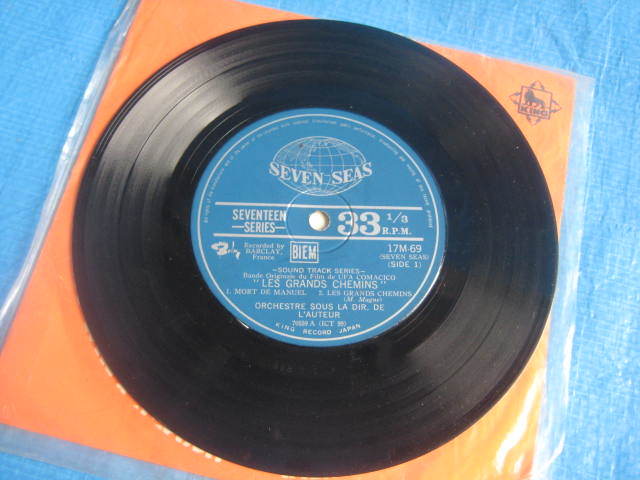 SEVEN SEAS
SEVENTEEN
—SERIES—
33 1/3
R.P.M.
Recorded by
BARCLAY,
France
BIEM
17M-69
(SEVEN SEAS)
(SIDE 1)
—SOUND TRACK SERIES—
Bande Originale du Film de UFA COMACICO
"LES GRANDS CHEMINS"
1. MORT DE MANUEL 2. LES GRANDS CHEMINS
(M. Magne)
ORCHESTRE SOUS LA DIR. DE
L'AUTEUR
KING RECORD JAPAN
KING